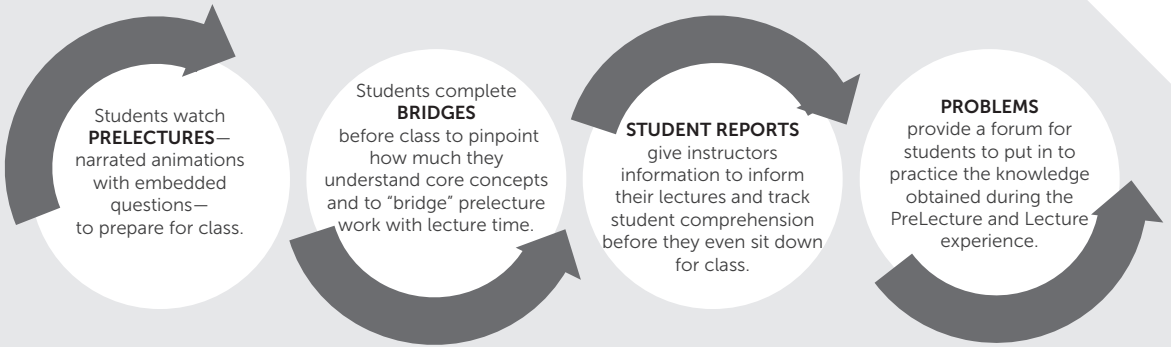 Students watch
PRELECTURES—
narrated animations
with embedded
questions—
to prepare for class.
Students complete
BRIDGES
before class to pinpoint
how much they
understand core concepts
and to “bridge” prelecture
work with lecture time.
STUDENT REPORTS
give instructors
information to inform
their lectures and track
student comprehension
before they even sit down
for class.
PROBLEMS
provide a forum for
students to put in to
practice the knowledge
obtained during the
PreLecture and Lecture
experience.